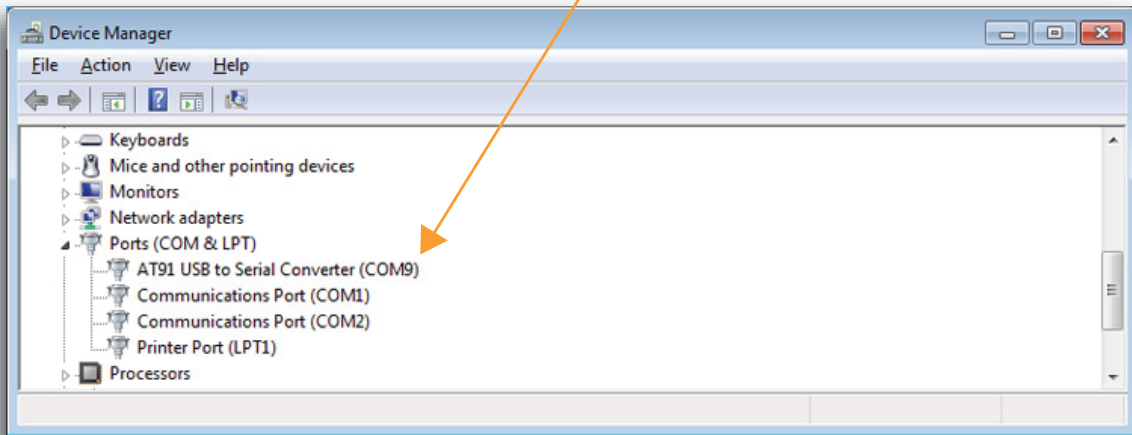 Device Manager
File Action View Help
Keyboards
Mice and other pointing devices
Monitors
Network adapters
Ports (COM & LPT)
AT91 USB to Serial Converter (COM9)
Communications Port (COM1)
Communications Port (COM2)
Printer Port (LPT1)
Processors